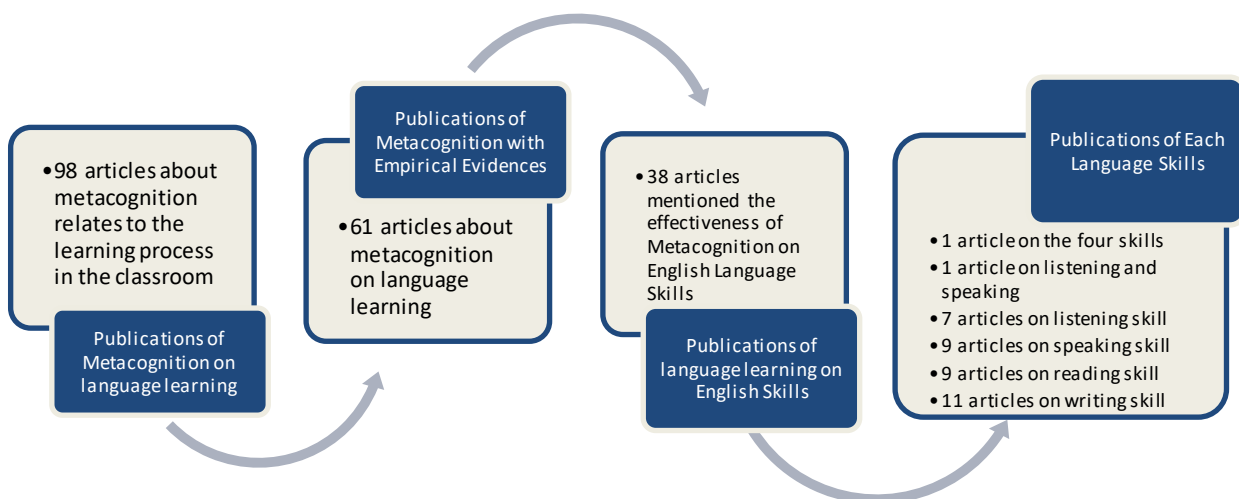 •98 articles about
metacognition
relates to the
learning process
in the classroom
Publications of
Metacognition on
language learning
Publications of
Metacognition with
Empirical Evidences
•61 articles about
metacognition
on language
learning
•38 articles
mentioned the
effectiveness of
Metacognition on
English Language
Skills
Publications of
language learning on
English Skills
Publications of Each
Language Skills
•1 article on the four skills
•1 article on listening and
speaking
•7 articles on listening skill
•9 articles on speaking skill
•9 articles on reading skill
•11 articles on writing skill